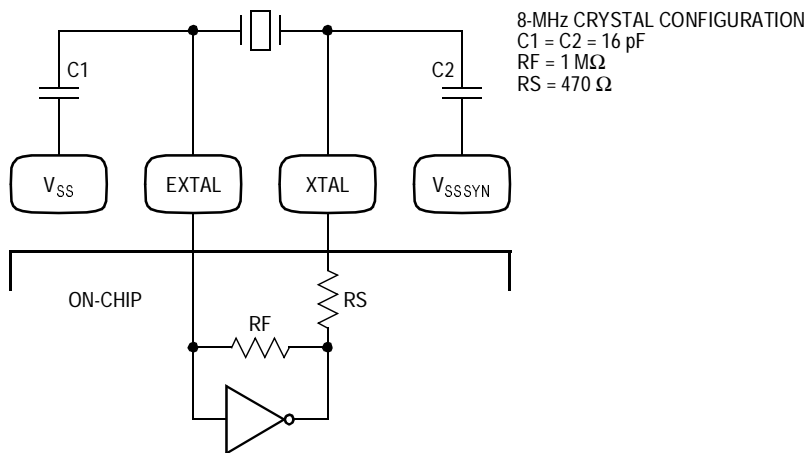 8-MHz CRYSTAL CONFIGURATION
C1 = C2 = 16 pF
RF = 1 MΩ
RS = 470 Ω
C1
C2
VSS
EXTAL
XTAL
VSSSYN
ON-CHIP
RS
RF